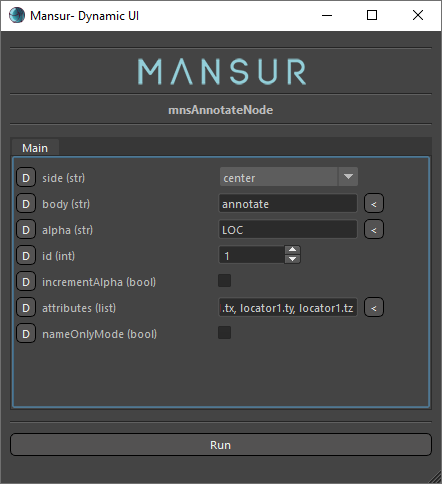 Mansur- Dynamic UI
MANSUR
mnsAnnotateNode
Main
D side (str) center
D body (str) annotate <
D alpha (str) LOC <
D id (int) 1
D incrementAlpha (bool)
D attributes (list) .tx, locator1.ty, locator1.tz <
D nameOnlyMode (bool)
Run